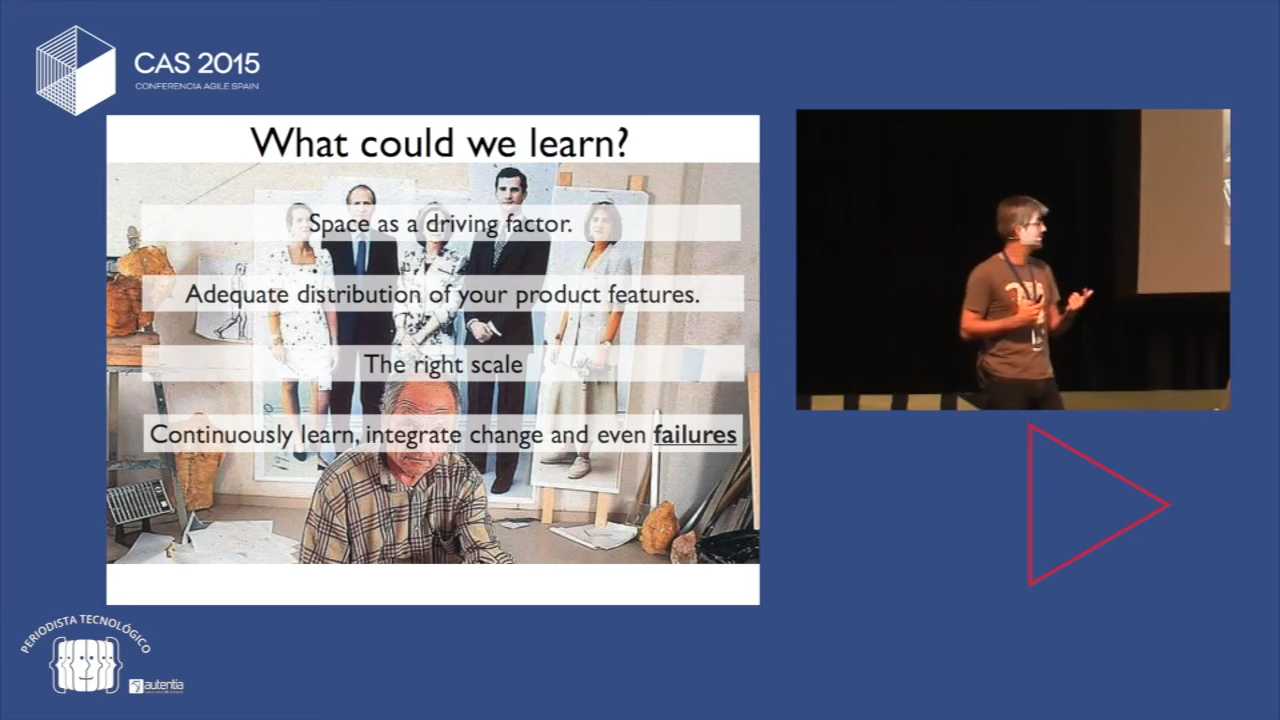 CAS 2015
CONFERENCIA AGILE SPAIN
What could we learn?
Space as a driving factor.
Adequate distribution of your product features.
The right scale
Continuously learn, integrate change and even failures
PERIODISTA TECNOLÓGICO
autentia